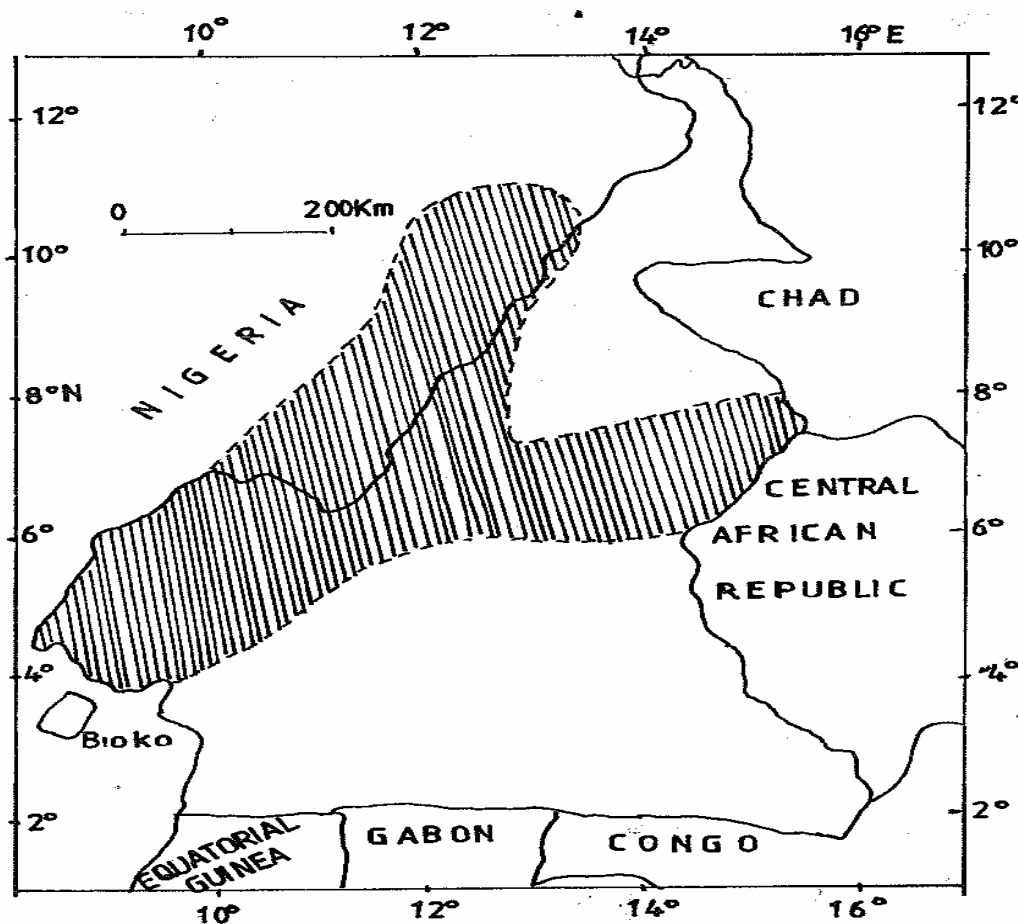 10° 12° 14° 16° E
12° 12°
0 200Km
10° 10°
CHAD
NIGERIA
8° N 8°
CENTRAL
6° AFRICAN 6°
REPUBLIC
4° 4°
Bioko
2° 2°
EQUATORIAL
GUINEA
GABON
CONGO
10° 12° 14° 16°